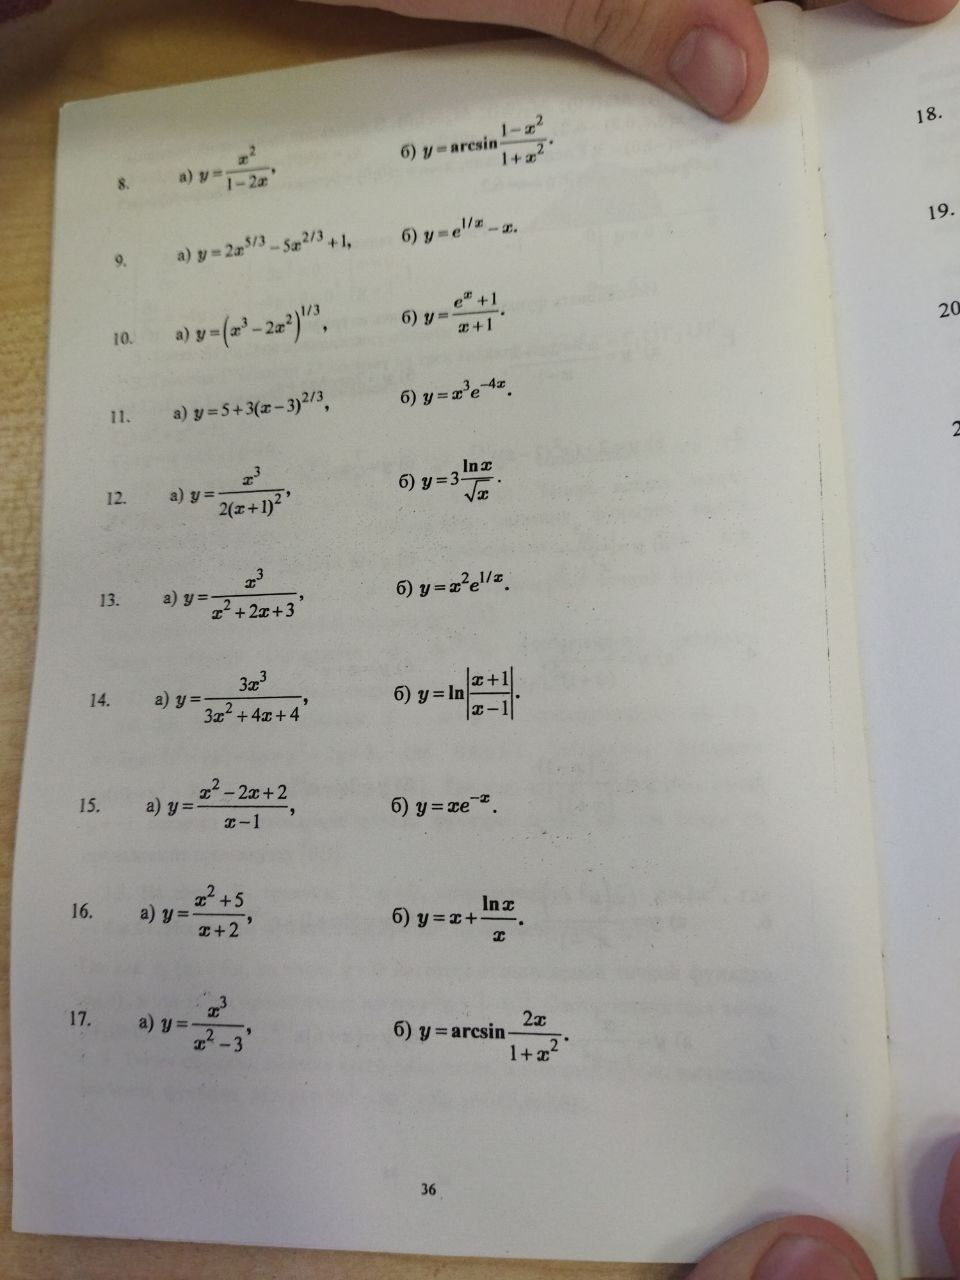 8. а) y = x²/(1−2x), б) y = arcsin (1−x²)/(1+x²).
9. а) y = 2x^5/3 − 5x^2/3 + 1, б) y = e^1/x − x.
10. а) y = (x³ − 2x²)^1/3, б) y = (e^x + 1)/(x+1).
11. а) y = 5 + 3(x−3)^2/3, б) y = x³e^−4x.
12. а) y = x³/(2(x+1)²), б) y = 3 ln x/√x.
13. а) y = x³/(x² + 2x + 3), б) y = x²e^1/x.
14. а) y = 3x³/(3x² + 4x + 4), б) y = ln|(x+1)/(x−1)|.
15. а) y = (x² − 2x + 2)/(x−1), б) y = xe^−x.
16. а) y = (x² + 5)/(x+2), б) y = x + ln x/x.
17. а) y = x³/(x² − 3), б) y = arcsin 2x/(1+x²).
36
18.
19.
20